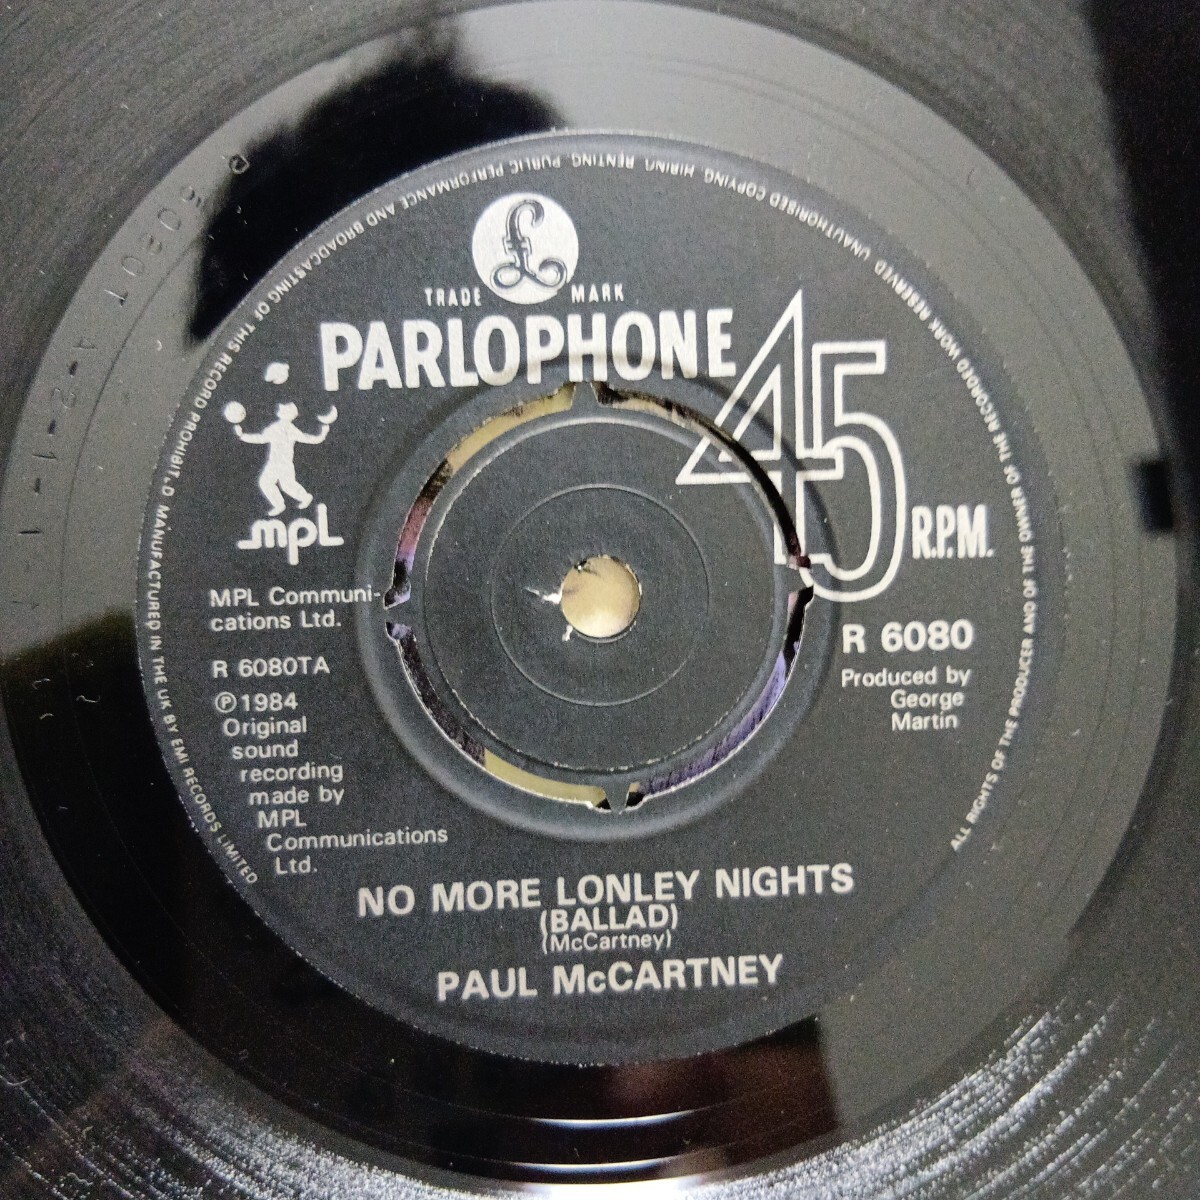 £
TRADE MARK
PARLOPHONE
45
R.P.M.
mpL
MPL Communi-
cations Ltd.
R 6080TA
Ⓟ1984
Original
sound
recording
made by
MPL
Communications
Ltd.
R 6080
Produced by
George
Martin
NO MORE LONLEY NIGHTS
(BALLAD)
(McCartney)
PAUL McCARTNEY
ALL RIGHTS OF THE PRODUCER AND OF THE OWNER OF THE RECORDED WORK RESERVED. UNAUTHORISED COPYING, HIRING, RENTING, PUBLIC PERFORMANCE AND BROADCASTING OF THIS RECORD PROHIBIT.D MANUFACTURED IN THE UK BY EMI RECORDS LIMITED